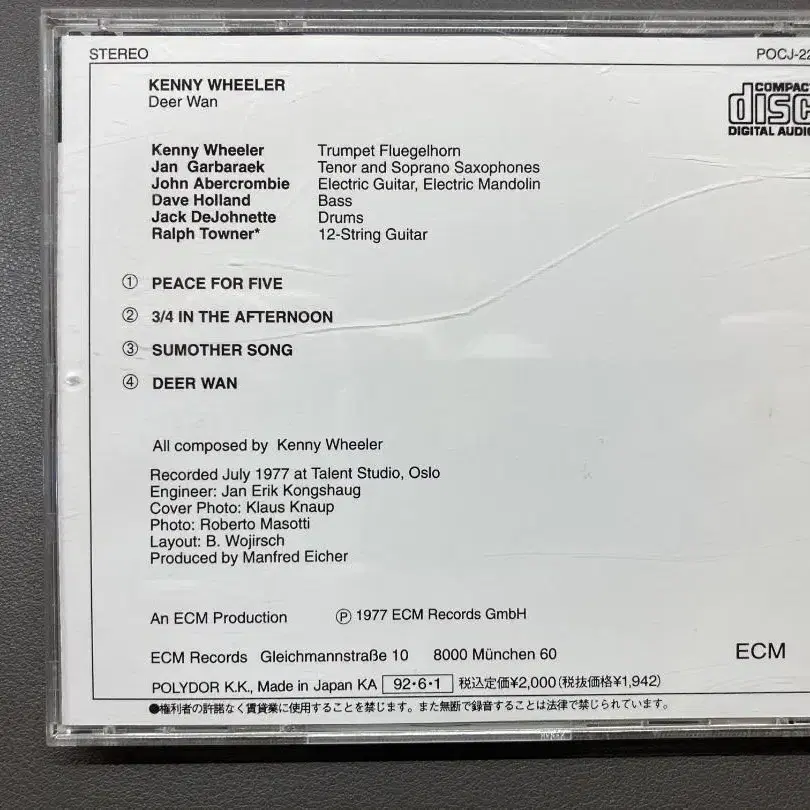 STEREO
POCJ-22
KENNY WHEELER
Deer Wan
COMPACT
disc
DIGITAL AUDIO
Kenny Wheeler Trumpet Fluegelhorn
Jan Garbaraek Tenor and Soprano Saxophones
John Abercrombie Electric Guitar, Electric Mandolin
Dave Holland Bass
Jack DeJohnette Drums
Ralph Towner* 12-String Guitar
① PEACE FOR FIVE
② 3/4 IN THE AFTERNOON
③ SUMOTHER SONG
④ DEER WAN
All composed by Kenny Wheeler
Recorded July 1977 at Talent Studio, Oslo
Engineer: Jan Erik Kongshaug
Cover Photo: Klaus Knaup
Photo: Roberto Masotti
Layout: B. Wojirsch
Produced by Manfred Eicher
An ECM Production ℗ 1977 ECM Records GmbH
ECM Records Gleichmannstraße 10 8000 München 60
ECM
POLYDOR K.K., Made in Japan KA 92・6・1 税込定価¥2,000(税抜価格¥1,942)
●権利者の許諾なく賃貸業に使用することを禁じます。また無断で録音することは法律で禁じられています。